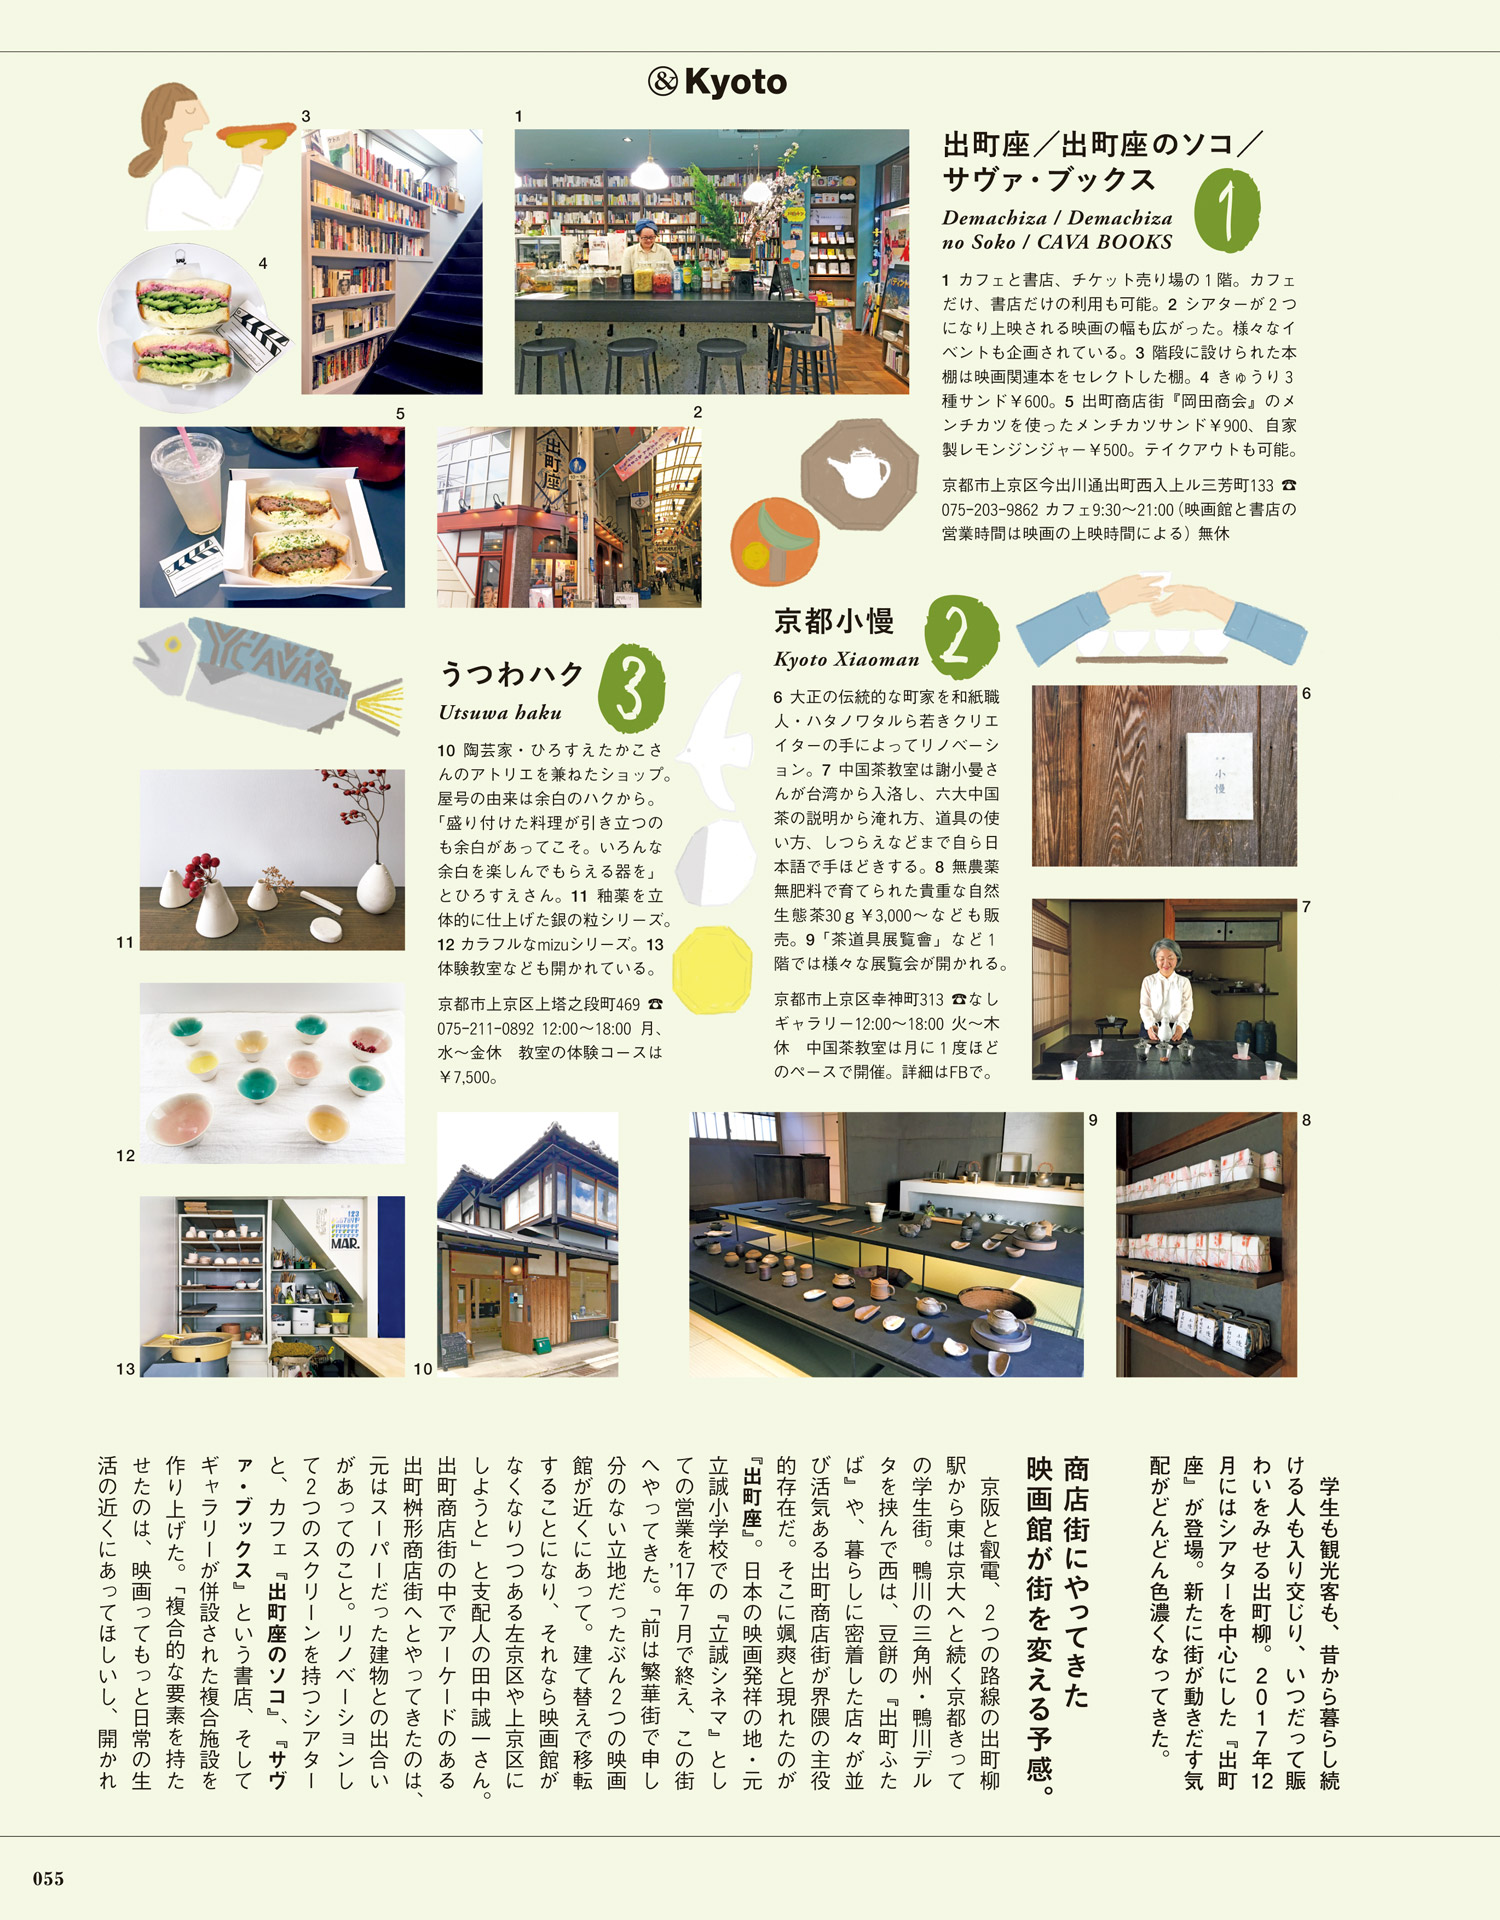 &Kyoto
出町座／出町座のソコ／
サヴァ・ブックス
1
Demachiza / Demachiza
no Soko / CAVA BOOKS
1 カフェと書店、チケット売り場の１階。カフェ
だけ、書店だけの利用も可能。2 シアターが２つ
になり上映される映画の幅も広がった。様々なイ
ベントも企画されている。3 階段に設けられた本
棚は映画関連本をセレクトした棚。4 きゅうり３
種サンド￥600。5 出町商店街『岡田商会』のメ
ンチカツを使ったメンチカツサンド￥900、自家
製レモンジンジャー￥500。テイクアウトも可能。
京都市上京区今出川通出町西入上ル三芳町133 ☎
075-203-9862 カフェ9:30〜21:00（映画館と書店の
営業時間は映画の上映時間による）無休
3
1
4
5
2
出町座
京都小慢
2
Kyoto Xiaoman
6 大正の伝統的な町家を和紙職
人・ハタノワタルら若きクリエ
イターの手によってリノベーシ
ョン。7 中国茶教室は謝小曼さ
んが台湾から入洛し、六大中国
茶の説明から淹れ方、道具の使
い方、しつらえなどまで自ら日
本語で手ほどきする。8 無農薬
無肥料で育てられた貴重な自然
生態茶30ｇ￥3,000〜なども販
売。9「茶道具展覧會」など１
階では様々な展覧会が開かれる。
京都市上京区幸神町313 ☎なし
ギャラリー12:00〜18:00 火〜木
休　中国茶教室は月に１度ほど
のペースで開催。詳細はFBで。
6
小慢
7
9
8
うつわハク
3
Utsuwa haku
10 陶芸家・ひろすえたかこさ
んのアトリエを兼ねたショップ。
屋号の由来は余白のハクから。
「盛り付けた料理が引き立つの
も余白があってこそ。いろんな
余白を楽しんでもらえる器を」
とひろすえさん。11 釉薬を立
体的に仕上げた銀の粒シリーズ。
12 カラフルなmizuシリーズ。13
体験教室なども開かれている。
京都市上京区上塔之段町469 ☎
075-211-0892 12:00〜18:00 月、
水〜金休　教室の体験コースは
￥7,500。
CAVA
11
12
MAR.
13
10
学生も観光客も、昔から暮らし続
ける人も入り交じり、いつだって賑
わいをみせる出町柳。２０１７年12
月にはシアターを中心にした『出町
座』が登場。新たに街が動きだす気
配がどんどん色濃くなってきた。
商店街にやってきた
映画館が街を変える予感。
京阪と叡電、２つの路線の出町柳
駅から東は京大へと続く京都きって
の学生街。鴨川の三角州・鴨川デル
タを挟んで西は、豆餅の『出町ふた
ば』や、暮らしに密着した店々が並
び活気ある出町商店街が界隈の主役
的存在だ。そこに颯爽と現れたのが
『出町座』。日本の映画発祥の地・元
立誠小学校での『立誠シネマ』とし
ての営業を’17年７月で終え、この街
へやってきた。「前は繁華街で申し
分のない立地だったぶん２つの映画
館が近くにあって。建て替えで移転
することになり、それなら映画館が
なくなりつつある左京区や上京区に
しようと」と支配人の田中誠一さん。
出町商店街の中でアーケードのある
出町桝形商店街へとやってきたのは、
元はスーパーだった建物との出合い
があってのこと。リノベーションし
て２つのスクリーンを持つシアター
と、カフェ『出町座のソコ』、『サヴ
ァ・ブックス』という書店、そして
ギャラリーが併設された複合施設を
作り上げた。「複合的な要素を持た
せたのは、映画ってもっと日常の生
活の近くにあってほしいし、開かれ
055